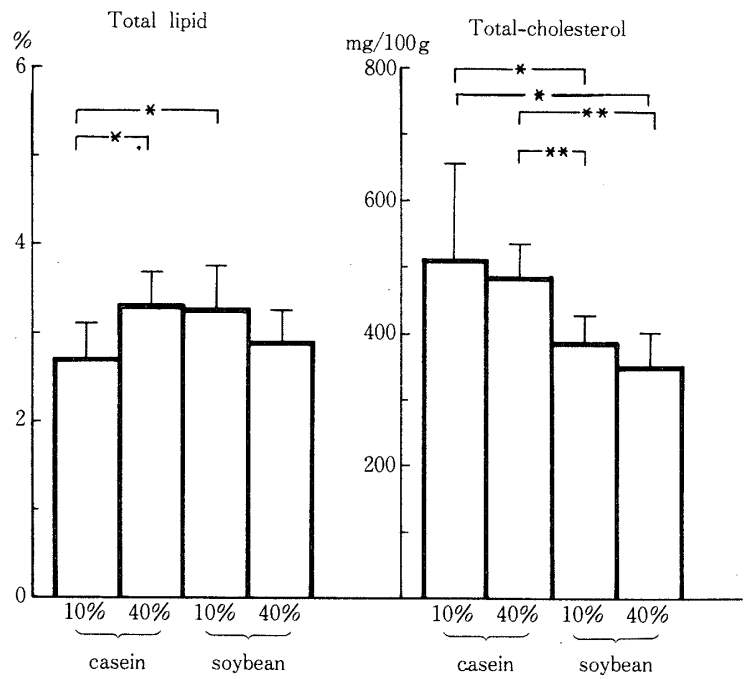 Total lipid
%
6
4
2
0
*
*
10% 40% 10% 40%
casein soybean
Total-cholesterol
mg/100g
800
600
400
200
*
*
**
**
10% 40% 10% 40%
casein soybean